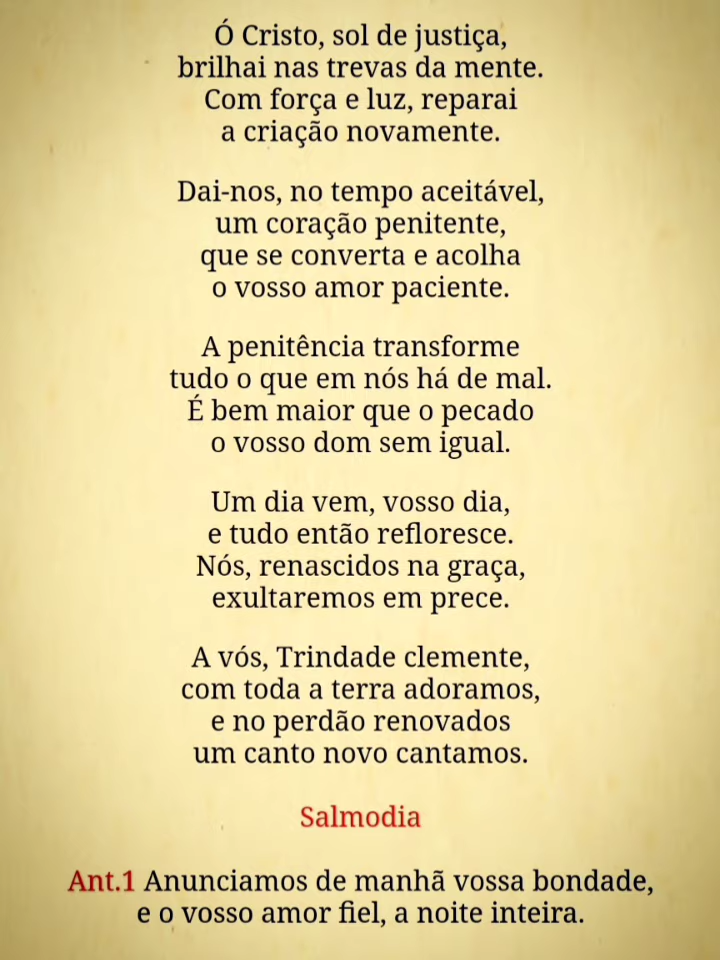 Ó Cristo, sol de justiça,
brilhai nas trevas da mente.
Com força e luz, reparai
a criação novamente.
Dai-nos, no tempo aceitável,
um coração penitente,
que se converta e acolha
o vosso amor paciente.
A penitência transforme
tudo o que em nós há de mal.
É bem maior que o pecado
o vosso dom sem igual.
Um dia vem, vosso dia,
e tudo então refloresce.
Nós, renascidos na graça,
exultaremos em prece.
A vós, Trindade clemente,
com toda a terra adoramos,
e no perdão renovados
um canto novo cantamos.
Salmodia
Ant.1 Anunciamos de manhã vossa bondade,
e o vosso amor fiel, a noite inteira.